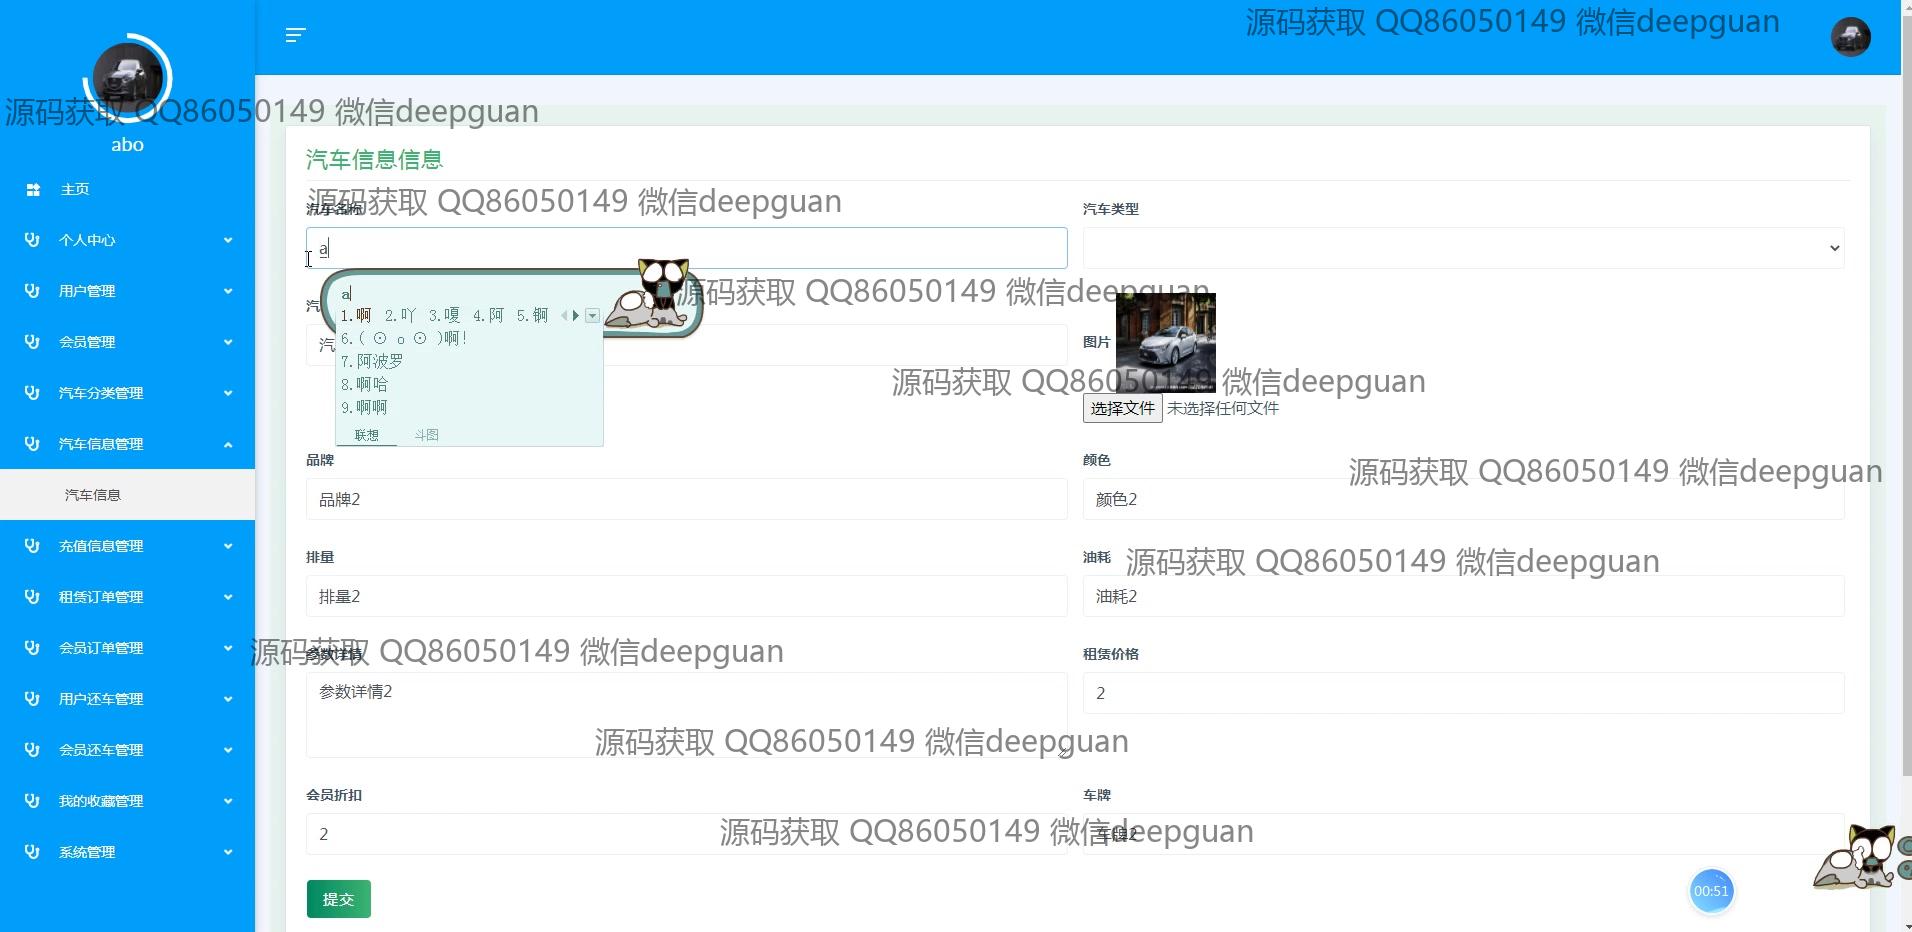 源码获取 QQ86050149 微信deepguan
源码获取 QQ86050149 微信deepguan
abo
主页
个人中心
用户管理
会员管理
汽车分类管理
汽车信息管理
汽车信息
充值信息管理
租赁订单管理
会员订单管理
用户还车管理
会员还车管理
我的收藏管理
系统管理
汽车信息信息
源码获取 QQ86050149 微信deepguan
汽车名称
汽车类型
a
源码获取 QQ86050149 微信deepguan
a
1.啊 2.吖 3.嗄 4.阿 5.锕
6.( ⊙ o ⊙ )啊!
7.阿波罗
8.啊哈
9.啊啊
联想 斗图
汽
汽
图片
源码获取 QQ86050149 微信deepguan
选择文件 未选择任何文件
品牌
颜色
源码获取 QQ86050149 微信deepguan
品牌2
颜色2
排量
油耗
源码获取 QQ86050149 微信deepguan
排量2
油耗2
源码获取 QQ86050149 微信deepguan
参数详情
租赁价格
参数详情2
2
源码获取 QQ86050149 微信deepguan
会员折扣
车牌
2
源码获取 QQ86050149 微信deepguan
车牌2
提交
00:51